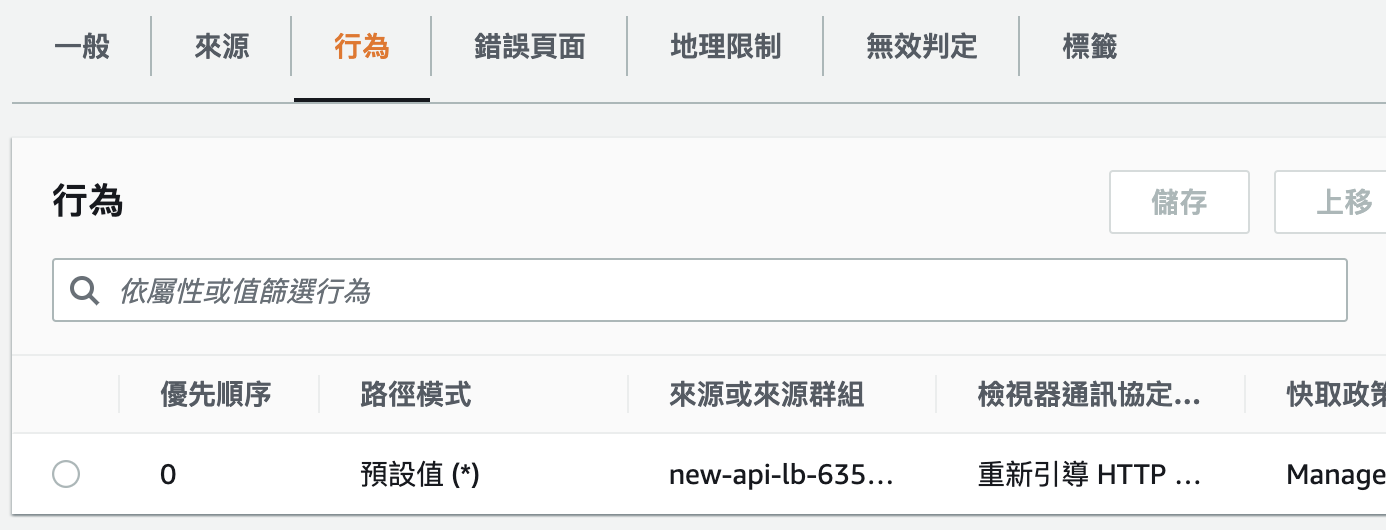 一般 來源 行為 錯誤頁面 地理限制 無效判定 標籤
行為 儲存 上移
依屬性或值篩選行為
優先順序 路徑模式 來源或來源群組 檢視器通訊協定... 快取政策
0 預設值 (*) new-api-lb-635... 重新引導 HTTP ... Manage